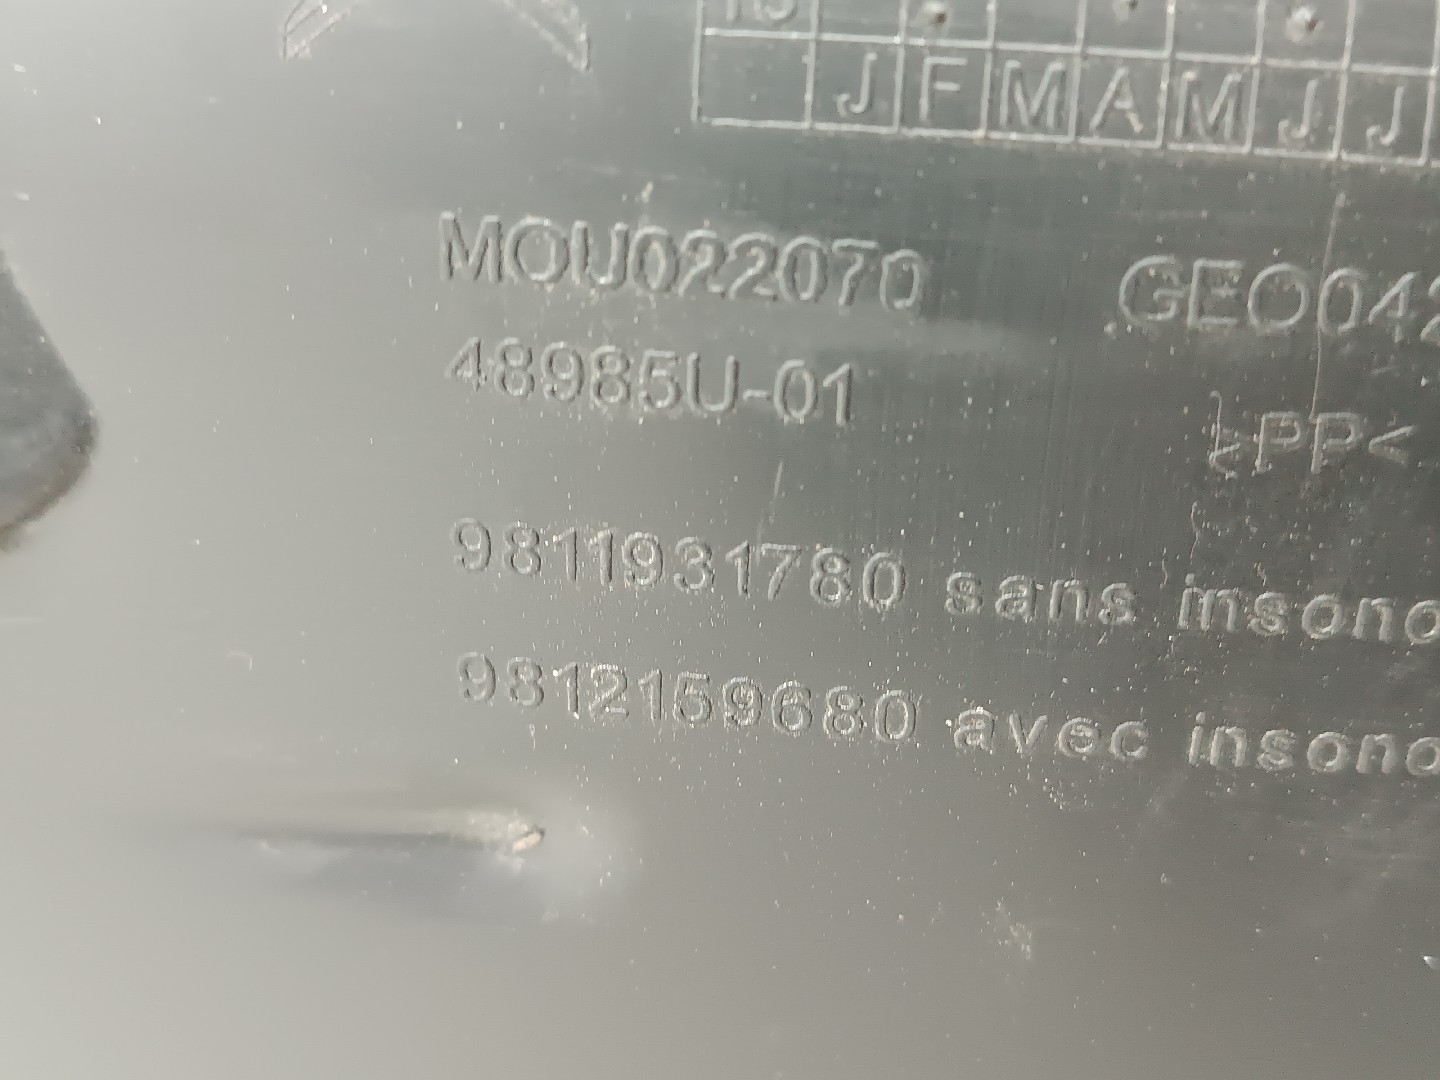 J F M A M J J
MOU022070 GEO042
48985U-01 >PP<
9811931780 sans insono
9812159680 avec insono